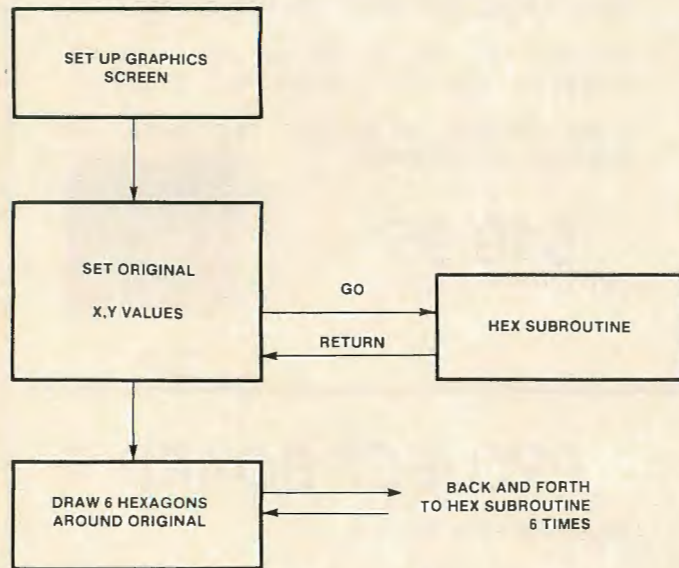 SET UP GRAPHICS
SCREEN
SET ORIGINAL
X,Y VALUES
GO
RETURN
HEX SUBROUTINE
DRAW 6 HEXAGONS
AROUND ORIGINAL
BACK AND FORTH
TO HEX SUBROUTINE
6 TIMES